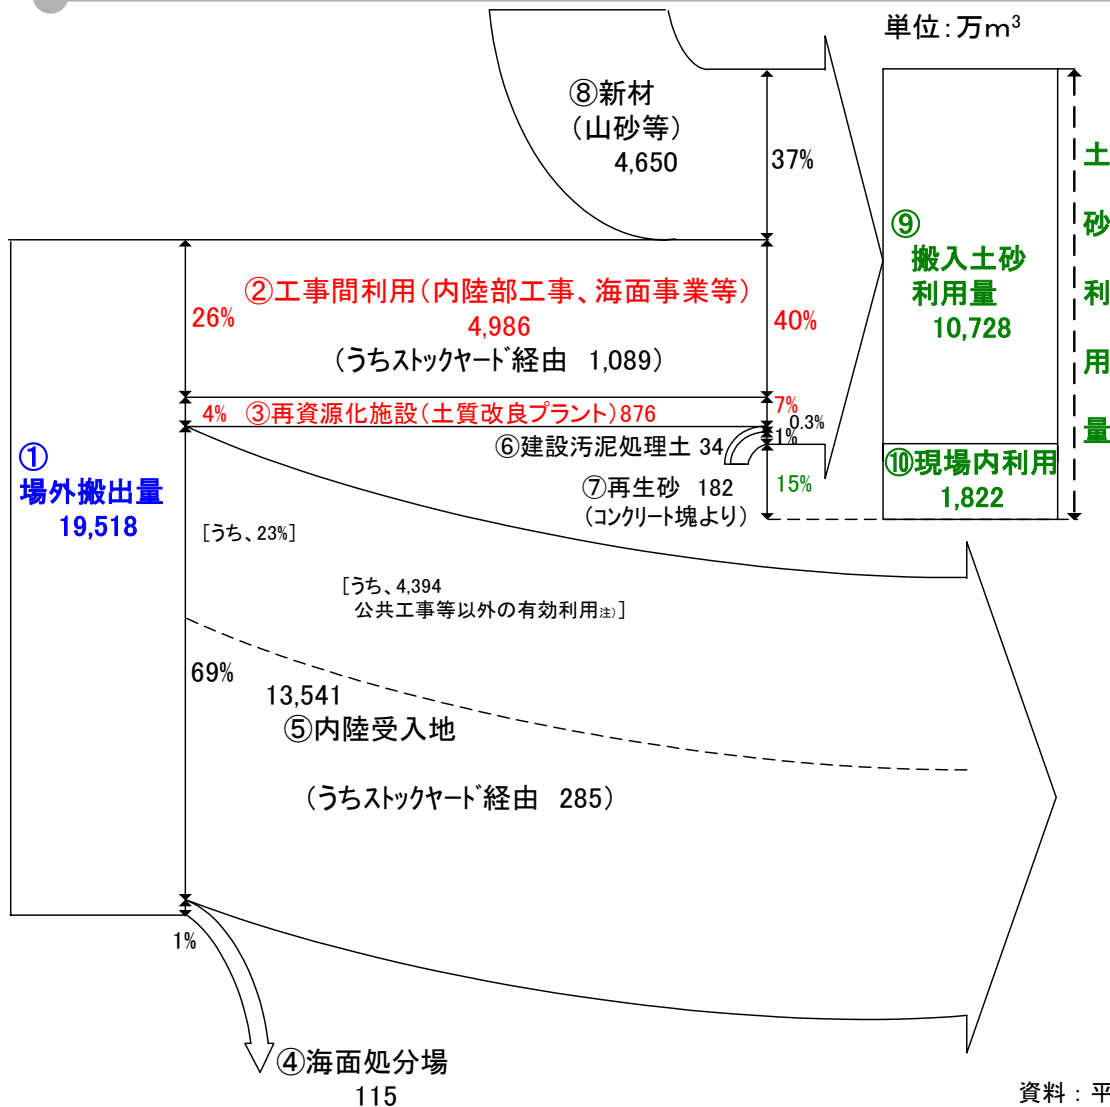 単位：万m³
⑧新材
（山砂等）
4,650
37%
土砂利用量
⑨
搬入土砂
利用量
10,728
②工事間利用（内陸部工事、海面事業等）
26%
4,986
40%
（うちストックヤード経由 1,089）
4%
③再資源化施設（土質改良プラント）876
7%
0.3%
1%
⑥建設汚泥処理土 34
⑩現場内利用
1,822
①
場外搬出量
19,518
⑦再生砂 182
（コンクリート塊より）
15%
［うち、23%］
［うち、4,394
公共工事等以外の有効利用注）］
69%
13,541
⑤内陸受入地
（うちストックヤード経由 285）
1%
④海面処分場
115
資料：平